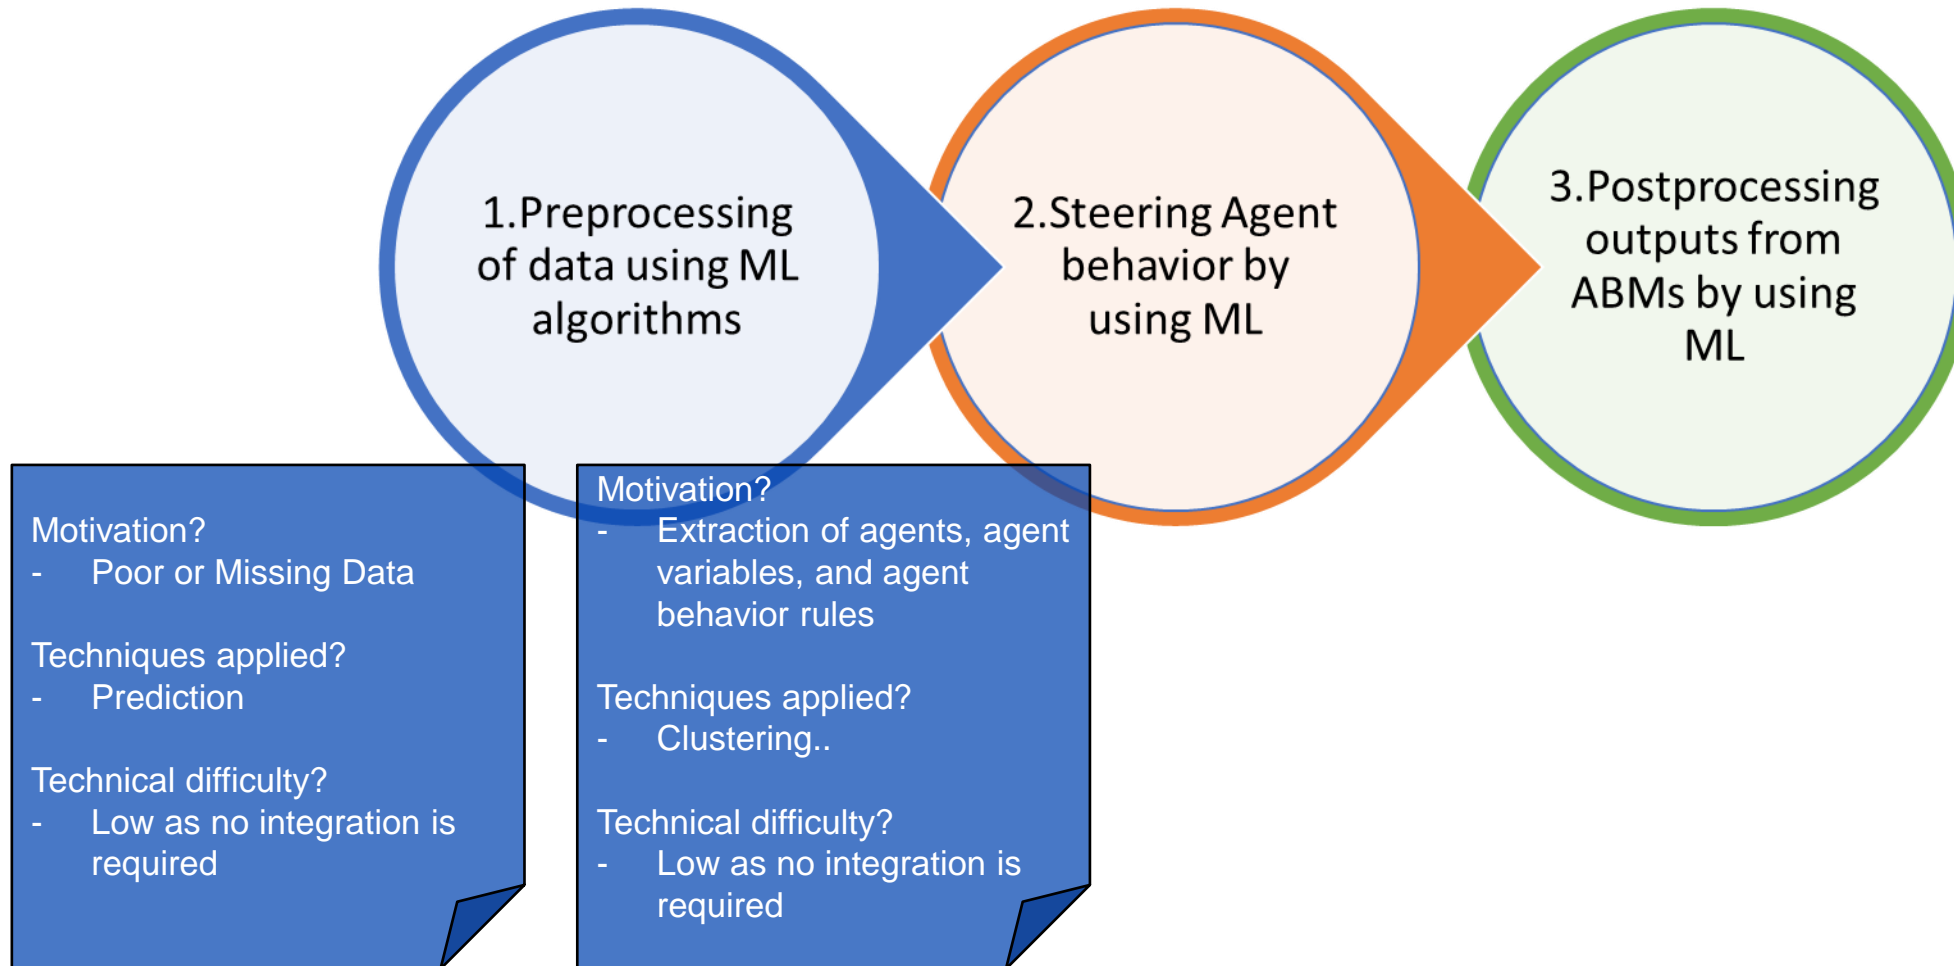 1.Preprocessing
of data using ML
algorithms
2.Steering Agent
behavior by
using ML
3.Postprocessing
outputs from
ABMs by using
ML
Motivation?
- Poor or Missing Data
Techniques applied?
- Prediction
Technical difficulty?
- Low as no integration is
required
Motivation?
- Extraction of agents, agent
variables, and agent
behavior rules
Techniques applied?
- Clustering..
Technical difficulty?
- Low as no integration is
required